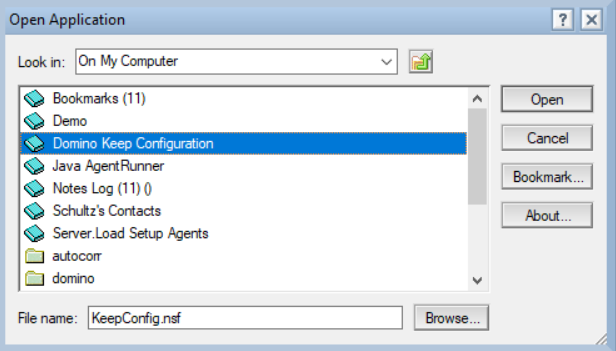 Open Application
? X
Look in: On My Computer
Bookmarks (11)
Demo
Domino Keep Configuration
Java AgentRunner
Notes Log (11) ()
Schultz's Contacts
Server.Load Setup Agents
autocorr
domino
Open
Cancel
Bookmark...
About...
File name: KeepConfig.nsf
Browse...